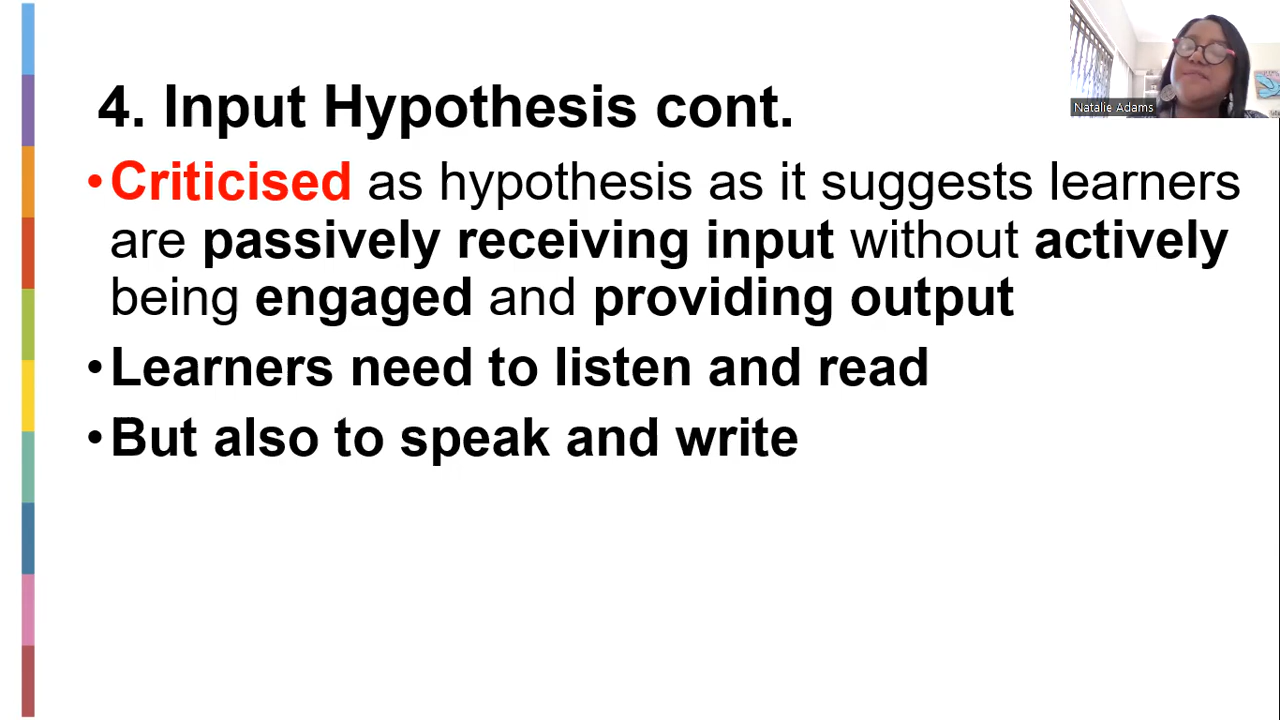 4. Input Hypothesis cont.
Natalie Adams
•Criticised as hypothesis as it suggests learners
are passively receiving input without actively
being engaged and providing output
•Learners need to listen and read
•But also to speak and write